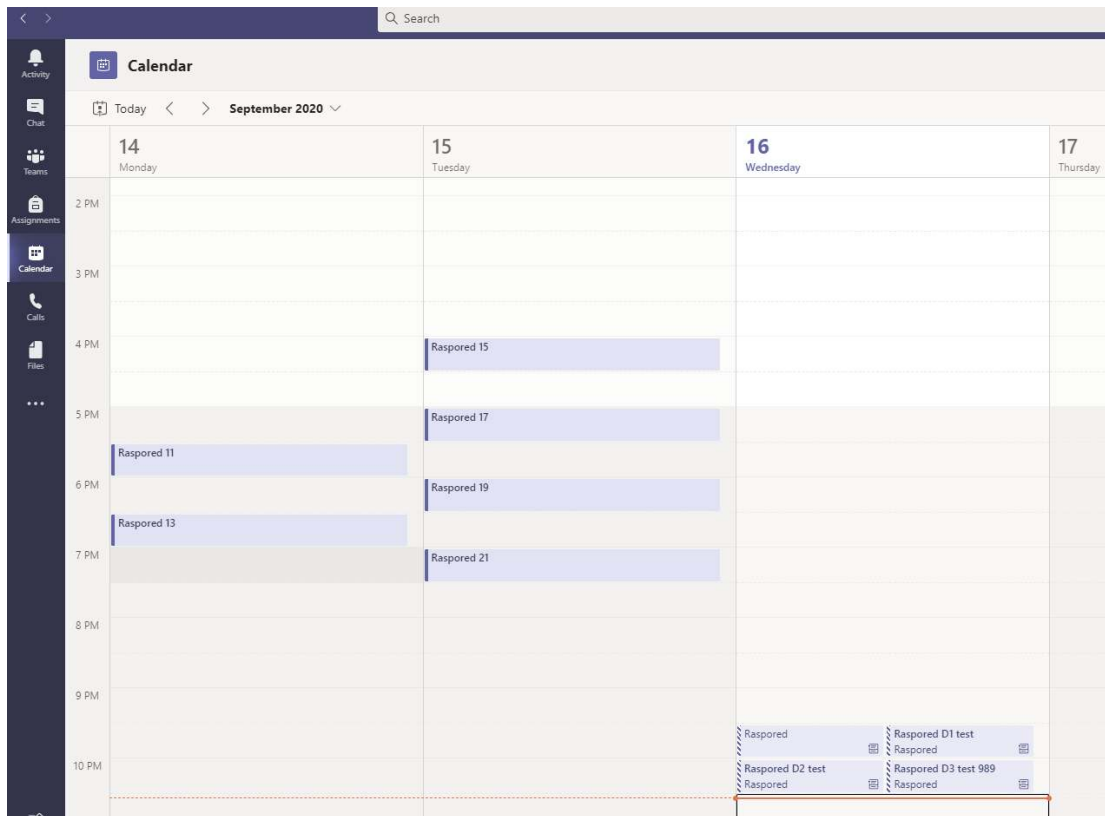 Search
Activity
Chat
Teams
Assignments
Calendar
Calls
Files
Calendar
Today
September 2020
14
Monday
15
Tuesday
16
Wednesday
17
Thursday
2 PM
3 PM
4 PM
5 PM
6 PM
7 PM
8 PM
9 PM
10 PM
Raspored 11
Raspored 13
Raspored 15
Raspored 17
Raspored 19
Raspored 21
Raspored
Raspored D1 test
Raspored
Raspored D2 test
Raspored
Raspored D3 test 989
Raspored